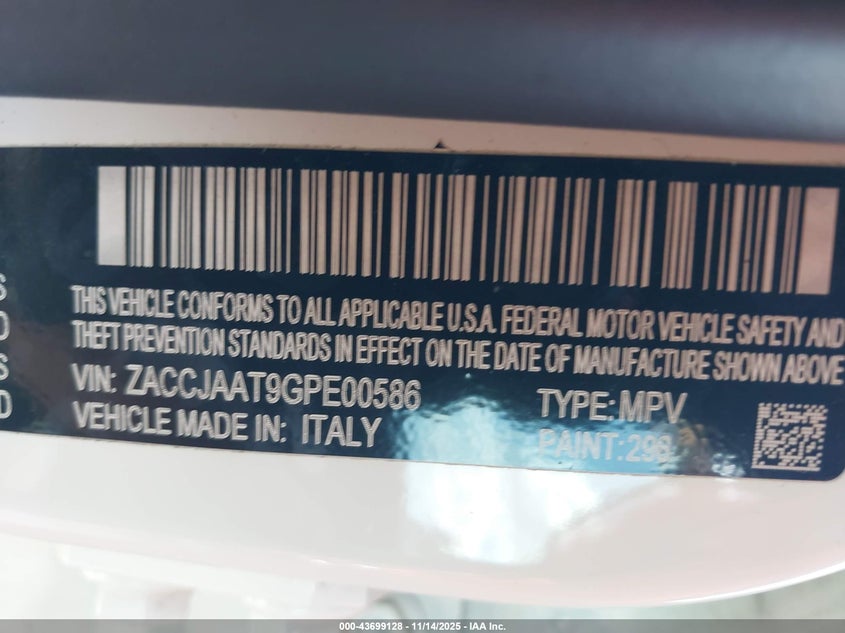 S
D
S
D
THIS VEHICLE CONFORMS TO ALL APPLICABLE U.S.A. FEDERAL MOTOR VEHICLE SAFETY AND
THEFT PREVENTION STANDARDS IN EFFECT ON THE DATE OF MANUFACTURE SHOWN ABOVE
VIN: ZACCJAAT9GPE00586 TYPE: MPV
VEHICLE MADE IN: ITALY PAINT: 296
000-43699128 - 11/14/2025 - IAA Inc.